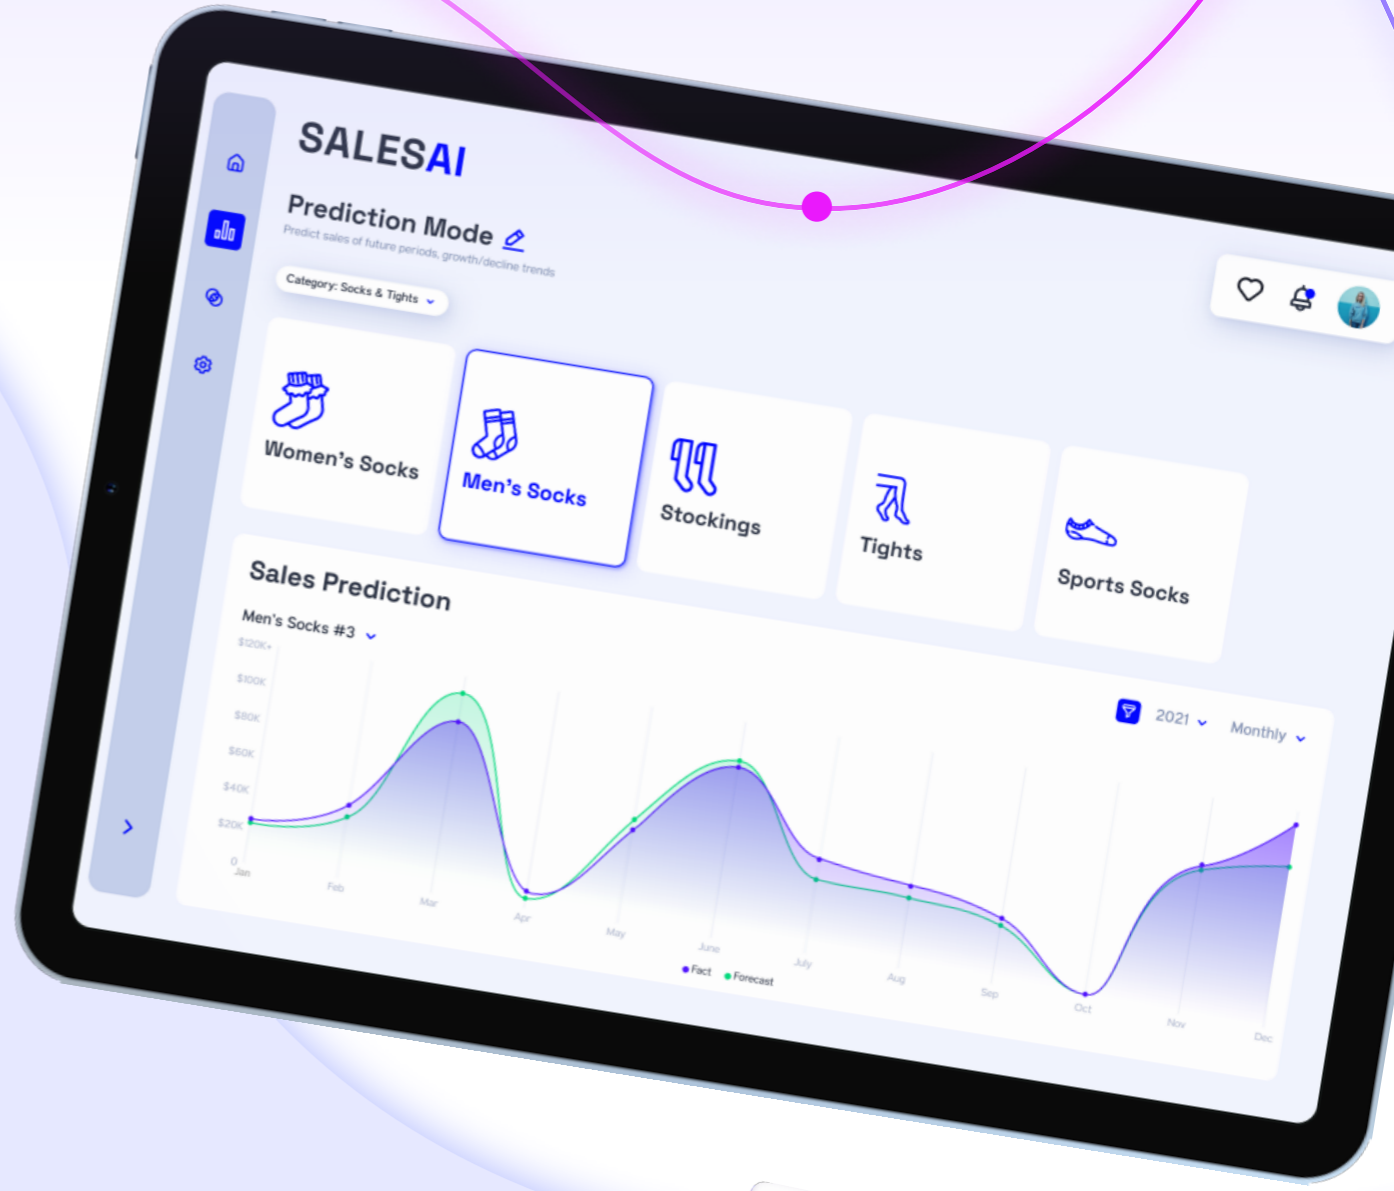 SALESAI
Prediction Mode
Predict sales of future periods, growth/decline trends
Category: Socks & Tights
Women's Socks
Men's Socks
Stockings
Tights
Sports Socks
Sales Prediction
Men's Socks #3
2021
Monthly
$120K+
$100K
$80K
$60K
$40K
$20K
0
Jan
Feb
Mar
Apr
May
June
July
Aug
Sep
Oct
Nov
Dec
Fact
Forecast